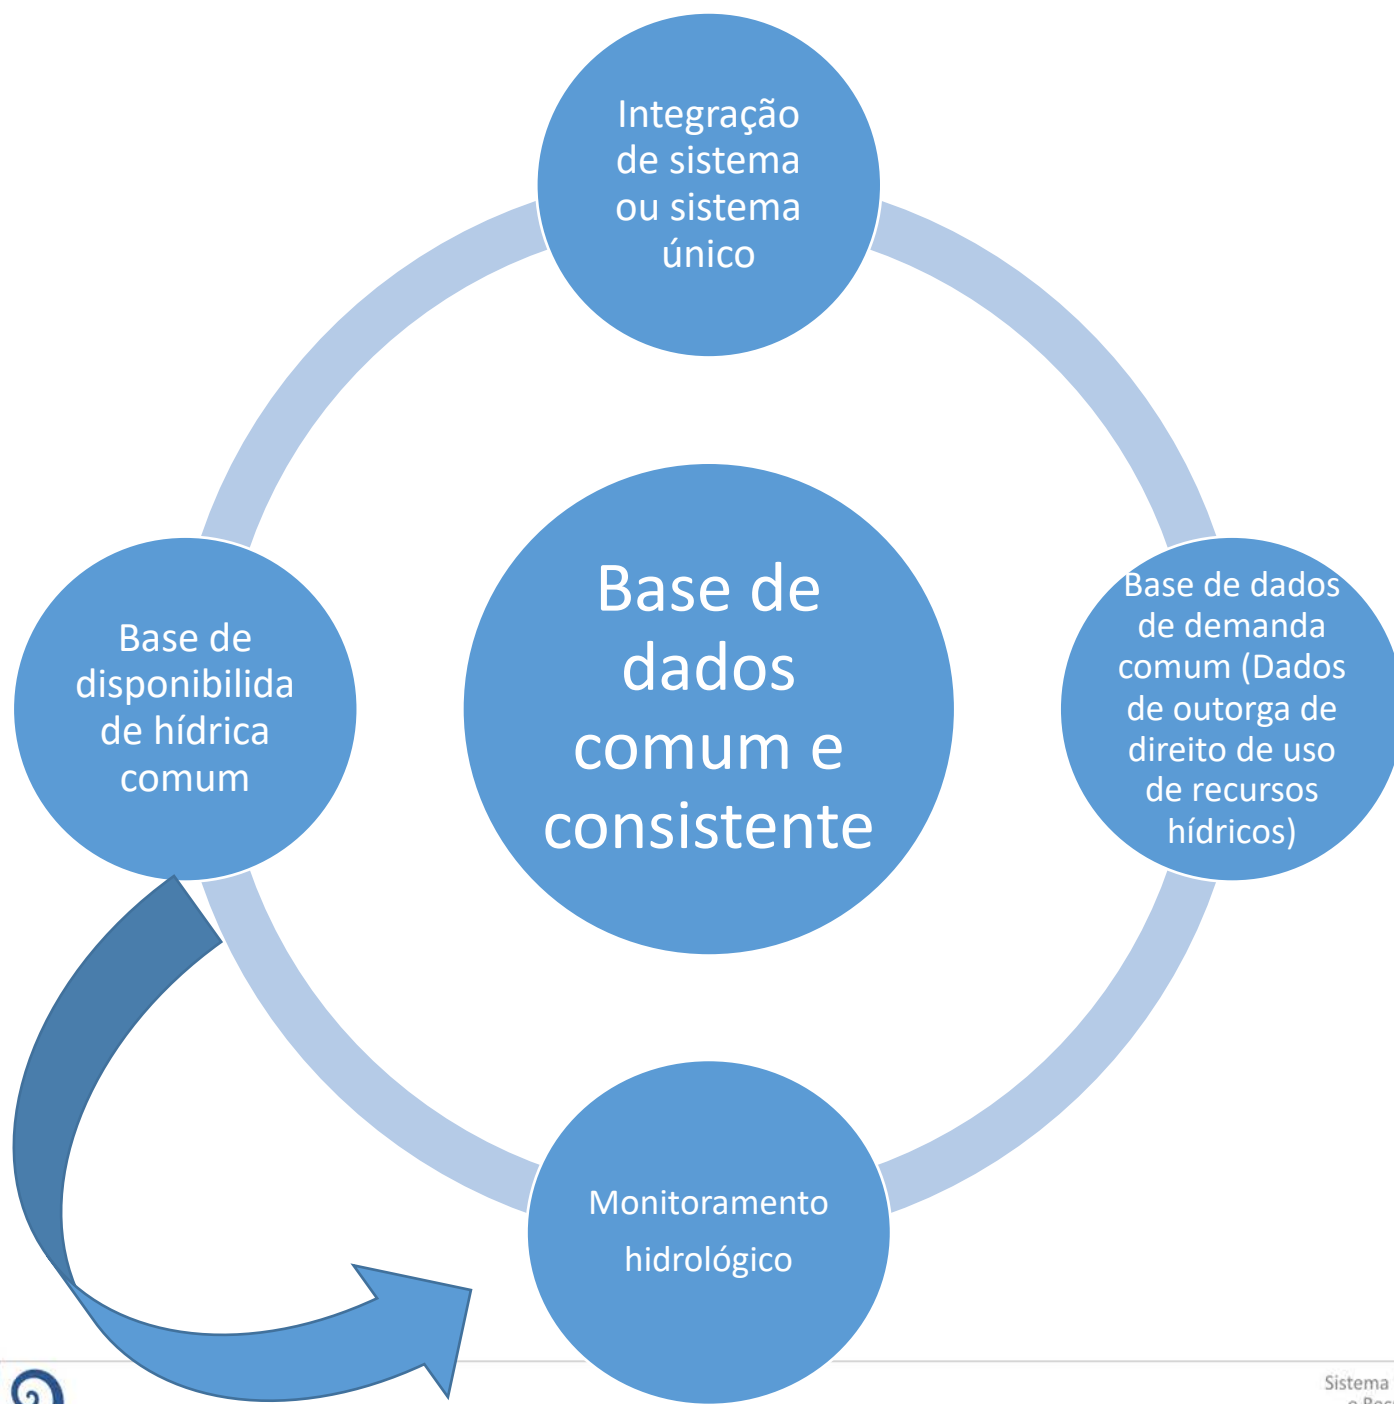 Integração
de sistema
ou sistema
único
Base de
disponibilida
de hídrica
comum
Base de
dados
comum e
consistente
Base de dados
de demanda
comum (Dados
de outorga de
direito de uso
de recursos
hídricos)
Monitoramento
hidrológico
Sistema